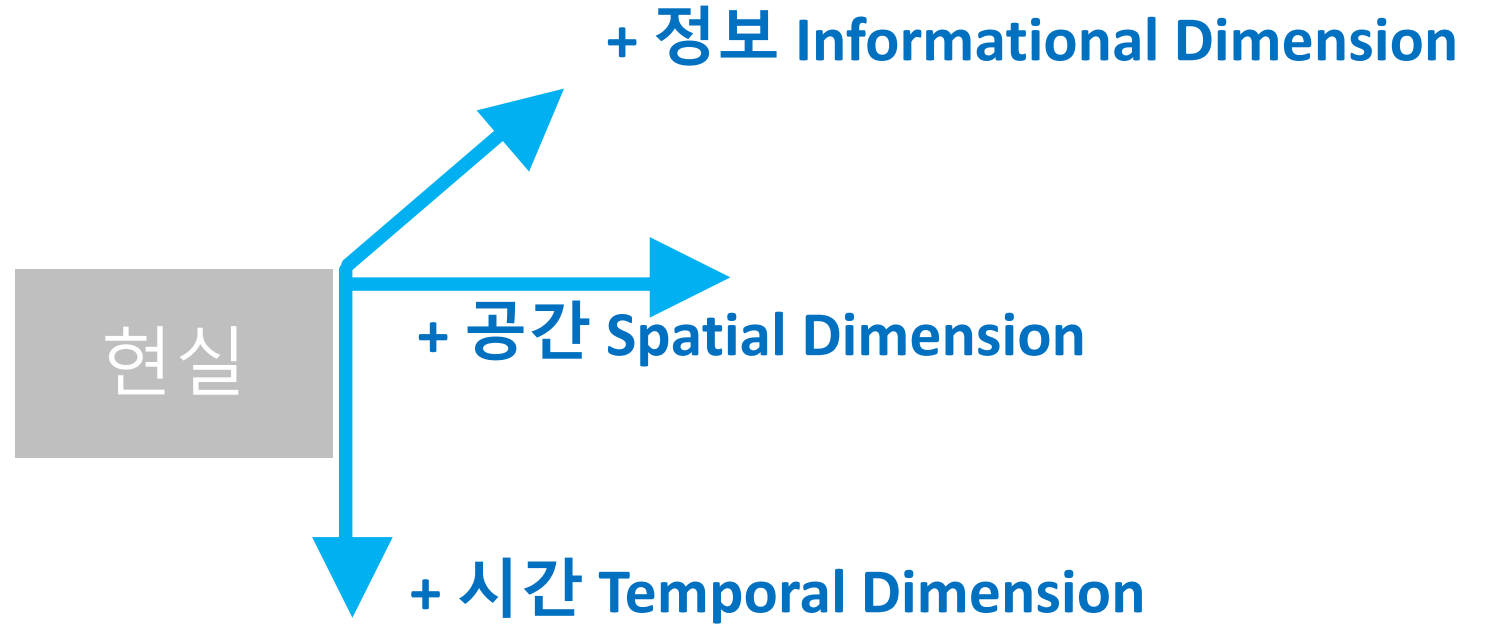 + 정보 Informational Dimension
+ 공간 Spatial Dimension
현실
+ 시간 Temporal Dimension